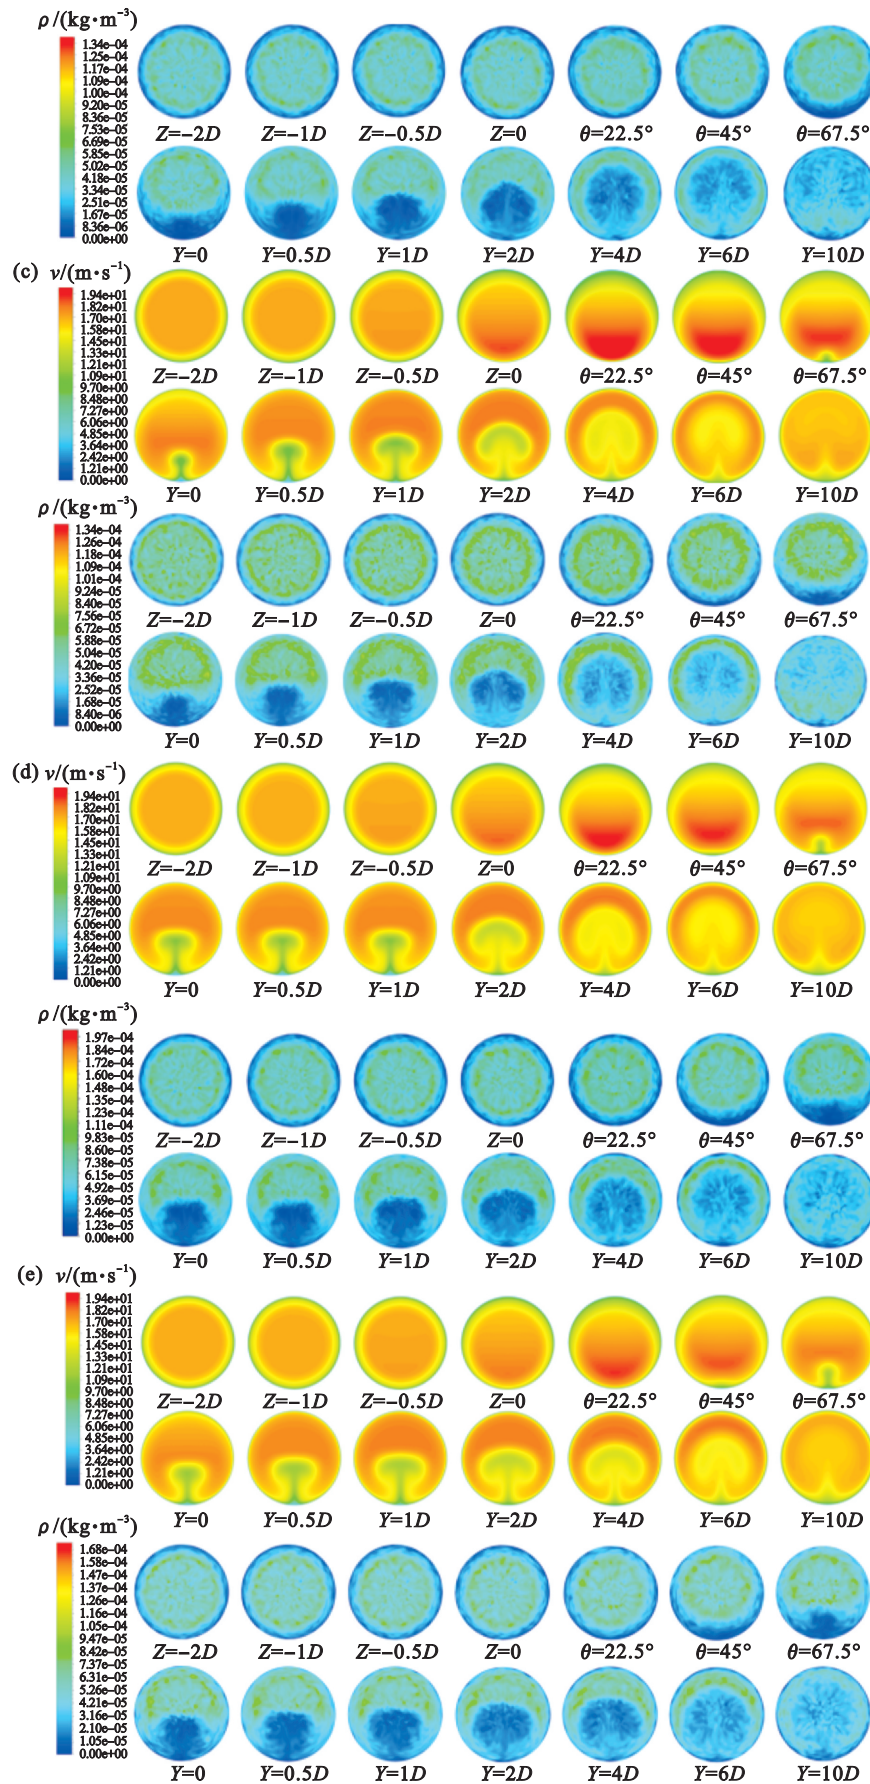 ρ/(kg·m⁻³)
1.34e–04
1.25e–04
1.17e–04
1.09e–04
1.00e–04
9.20e–05
8.36e–05
7.53e–05
6.69e–05
5.85e–05
5.02e–05
4.18e–05
3.34e–05
2.51e–05
1.67e–05
8.36e–06
0.00e+00
Z=–2D Z=–1D Z=–0.5D Z=0 θ=22.5° θ=45° θ=67.5°
Y=0 Y=0.5D Y=1D Y=2D Y=4D Y=6D Y=10D
(c) v/(m·s⁻¹)
1.94e+01
1.82e+01
1.70e+01
1.58e+01
1.45e+01
1.33e+01
1.21e+01
1.09e+01
9.70e+00
8.48e+00
7.27e+00
6.06e+00
4.85e+00
3.64e+00
2.42e+00
1.21e+00
0.00e+00
Z=–2D Z=–1D Z=–0.5D Z=0 θ=22.5° θ=45° θ=67.5°
Y=0 Y=0.5D Y=1D Y=2D Y=4D Y=6D Y=10D
ρ/(kg·m⁻³)
1.34e–04
1.26e–04
1.18e–04
1.09e–04
1.01e–04
9.24e–05
8.40e–05
7.56e–05
6.72e–05
5.88e–05
5.04e–05
4.20e–05
3.36e–05
2.52e–05
1.68e–05
8.40e–06
0.00e+00
Z=–2D Z=–1D Z=–0.5D Z=0 θ=22.5° θ=45° θ=67.5°
Y=0 Y=0.5D Y=1D Y=2D Y=4D Y=6D Y=10D
(d) v/(m·s⁻¹)
1.94e+01
1.82e+01
1.70e+01
1.58e+01
1.45e+01
1.33e+01
1.21e+01
1.09e+01
9.70e+00
8.48e+00
7.27e+00
6.06e+00
4.85e+00
3.64e+00
2.42e+00
1.21e+00
0.00e+00
Z=–2D Z=–1D Z=–0.5D Z=0 θ=22.5° θ=45° θ=67.5°
Y=0 Y=0.5D Y=1D Y=2D Y=4D Y=6D Y=10D
ρ/(kg·m⁻³)
1.97e–04
1.84e–04
1.72e–04
1.60e–04
1.48e–04
1.35e–04
1.23e–04
1.11e–04
9.83e–05
8.60e–05
7.38e–05
6.15e–05
4.92e–05
3.69e–05
2.46e–05
1.23e–05
0.00e+00
Z=–2D Z=–1D Z=–0.5D Z=0 θ=22.5° θ=45° θ=67.5°
Y=0 Y=0.5D Y=1D Y=2D Y=4D Y=6D Y=10D
(e) v/(m·s⁻¹)
1.94e+01
1.82e+01
1.70e+01
1.58e+01
1.45e+01
1.33e+01
1.21e+01
1.09e+01
9.70e+00
8.48e+00
7.27e+00
6.06e+00
4.85e+00
3.64e+00
2.42e+00
1.21e+00
0.00e+00
Z=–2D Z=–1D Z=–0.5D Z=0 θ=22.5° θ=45° θ=67.5°
Y=0 Y=0.5D Y=1D Y=2D Y=4D Y=6D Y=10D
ρ/(kg·m⁻³)
1.68e–04
1.58e–04
1.47e–04
1.37e–04
1.26e–04
1.16e–04
1.05e–04
9.47e–05
8.42e–05
7.37e–05
6.31e–05
5.26e–05
4.21e–05
3.16e–05
2.10e–05
1.05e–05
0.00e+00
Z=–2D Z=–1D Z=–0.5D Z=0 θ=22.5° θ=45° θ=67.5°
Y=0 Y=0.5D Y=1D Y=2D Y=4D Y=6D Y=10D